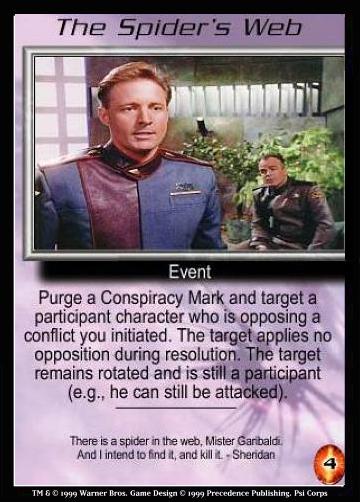 The Spider's Web
Event
Purge a Conspiracy Mark and target a
participant character who is opposing a
conflict you initiated. The target applies no
opposition during resolution. The target
remains rotated and is still a participant
(e.g., he can still be attacked).
There is a spider in the web, Mister Garibaldi.
And I intend to find it, and kill it. - Sheridan
4
TM & © 1999 Warner Bros. Game Design © 1999 Precedence Publishing. Psi Corps